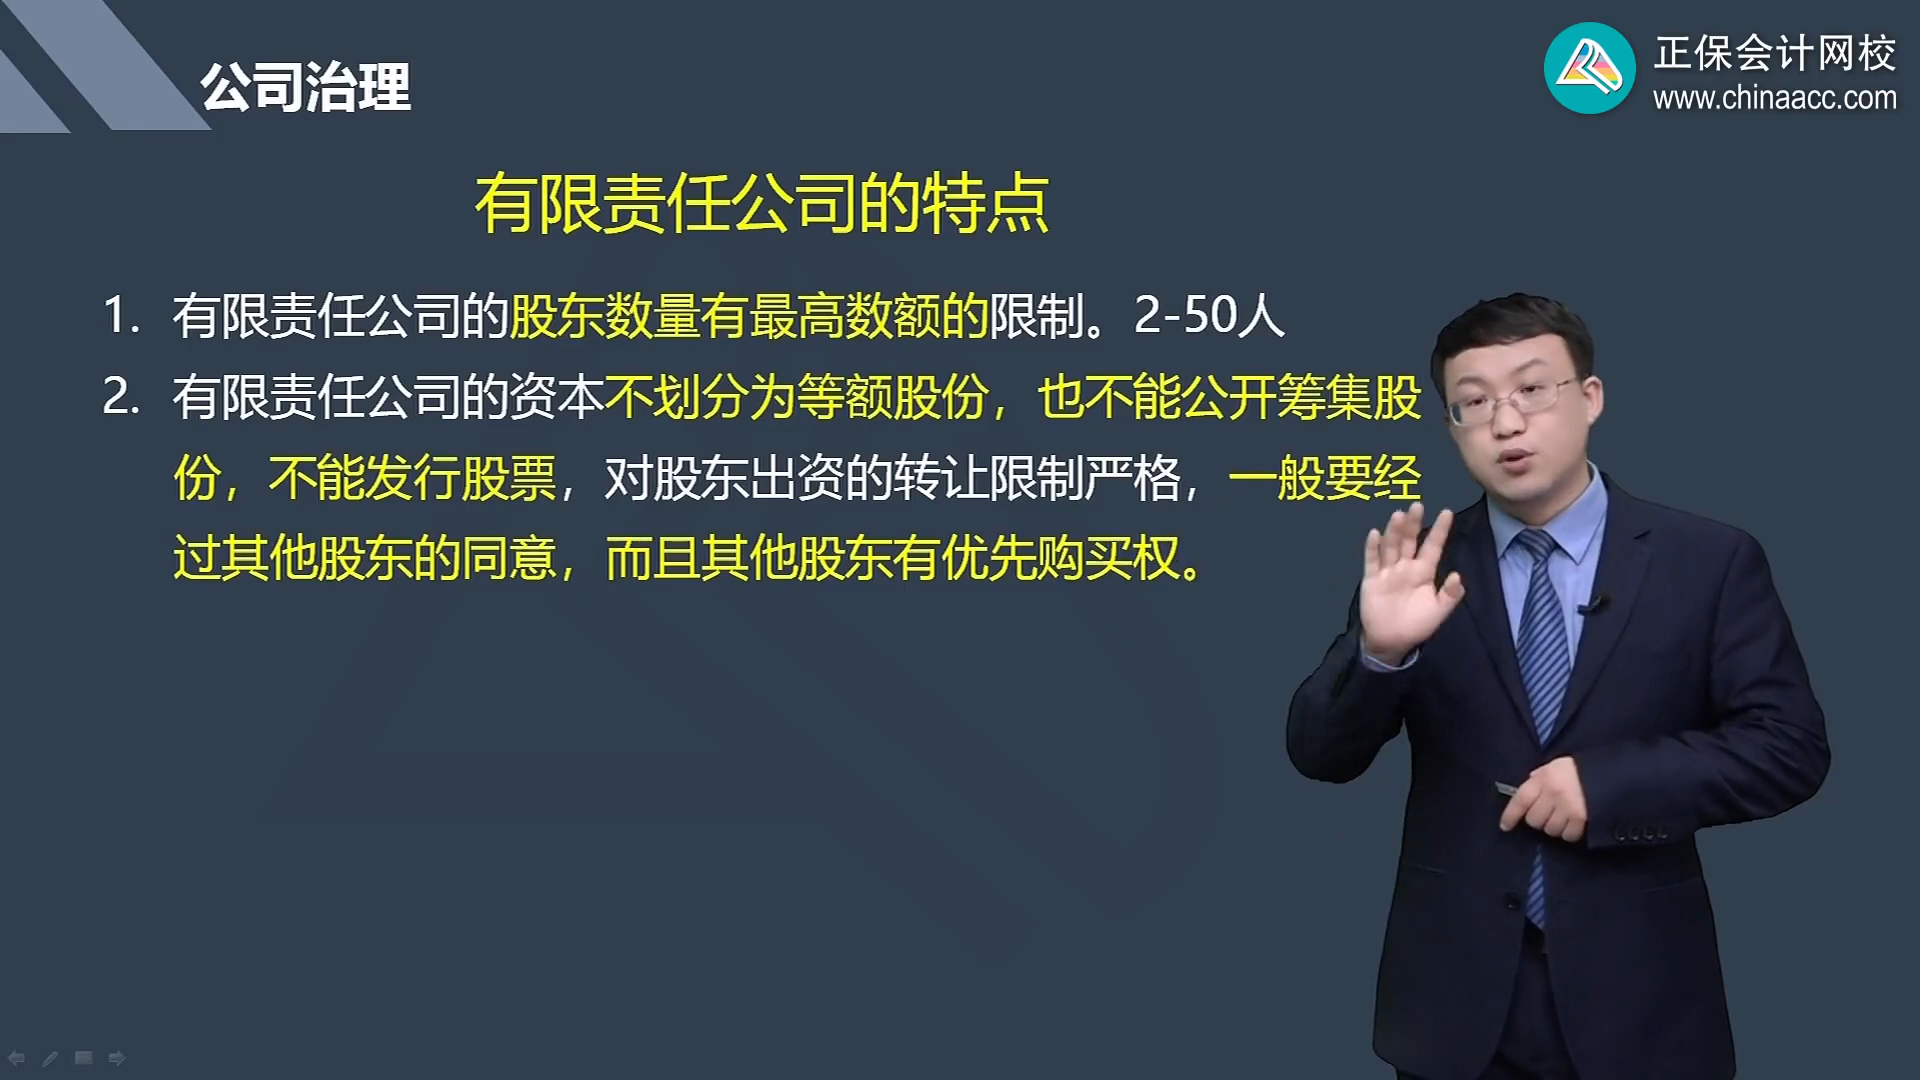 公司治理
正保会计网校
www.chinaacc.com
有限责任公司的特点
1. 有限责任公司的股东数量有最高数额的限制。2-50人
2. 有限责任公司的资本不划分为等额股份，也不能公开筹集股
份，不能发行股票，对股东出资的转让限制严格，一般要经
过其他股东的同意，而且其他股东有优先购买权。